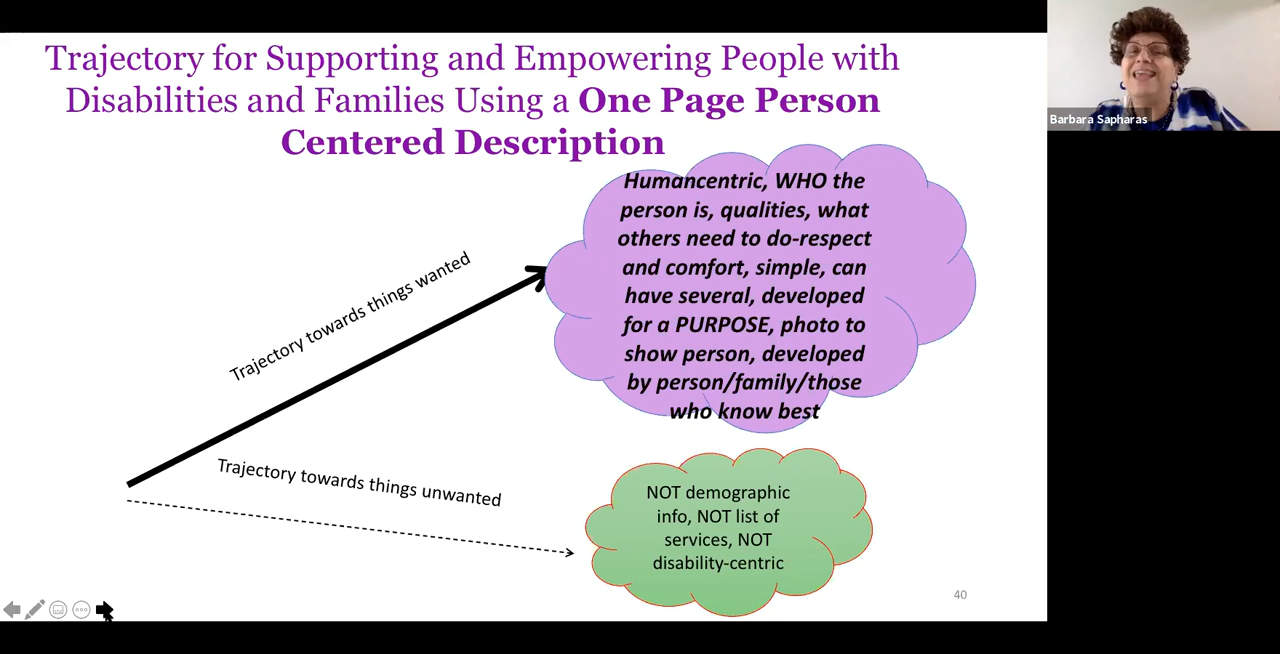 Trajectory for Supporting and Empowering People with
Disabilities and Families Using a One Page Person
Centered Description
Barbara Sapharas
Humancentric, WHO the
person is, qualities, what
others need to do-respect
and comfort, simple, can
have several, developed
for a PURPOSE, photo to
show person, developed
by person/family/those
who know best
Trajectory towards things wanted
Trajectory towards things unwanted
NOT demographic
info, NOT list of
services, NOT
disability-centric
40